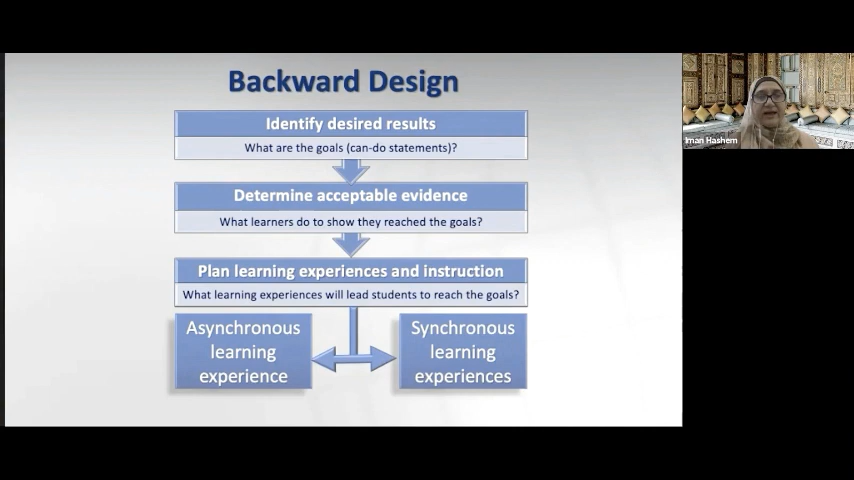 Backward Design
Identify desired results
What are the goals (can-do statements)?
Determine acceptable evidence
What learners do to show they reached the goals?
Plan learning experiences and instruction
What learning experiences will lead students to reach the goals?
Asynchronous
learning
experience
Synchronous
learning
experiences
Iman Hashem